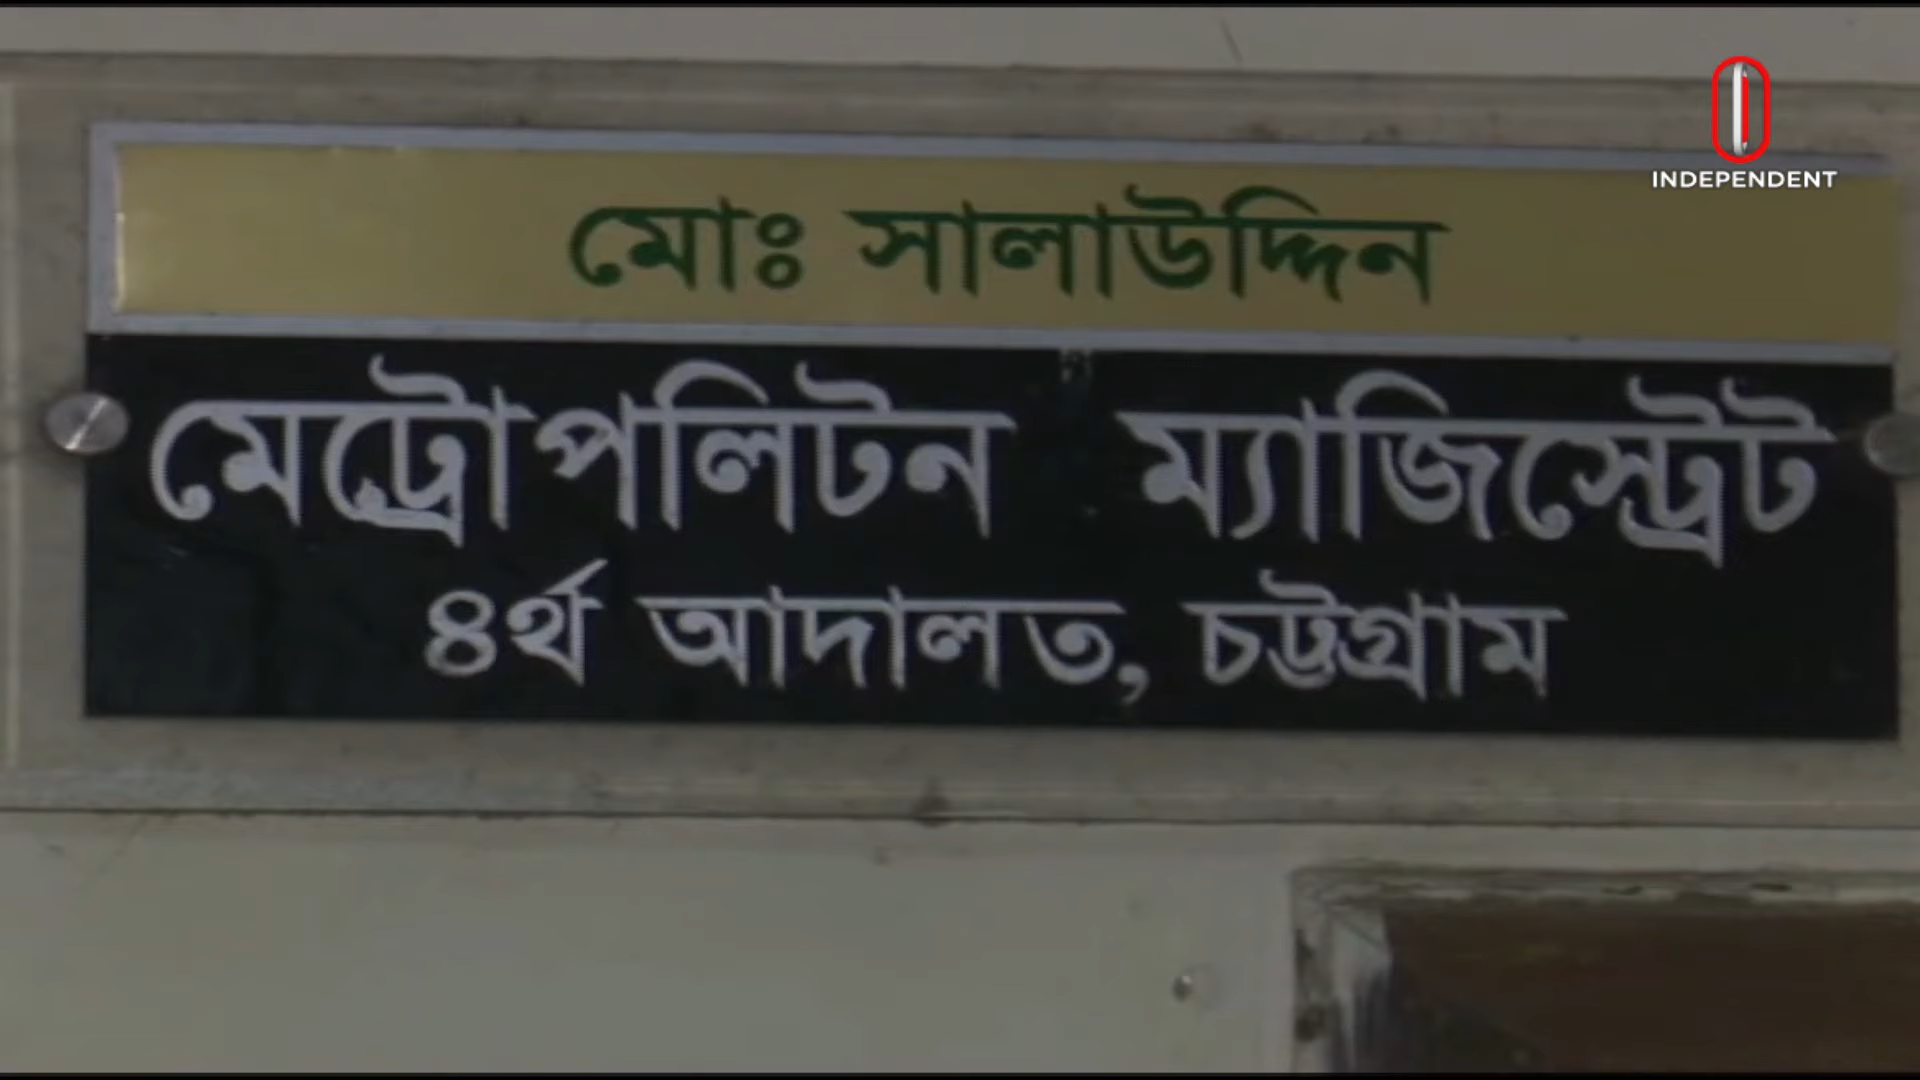 INDEPENDENT
মোঃ সালাউদ্দিন
মেট্রোপলিটন ম্যাজিস্ট্রেট
৪র্থ আদালত, চট্টগ্রাম